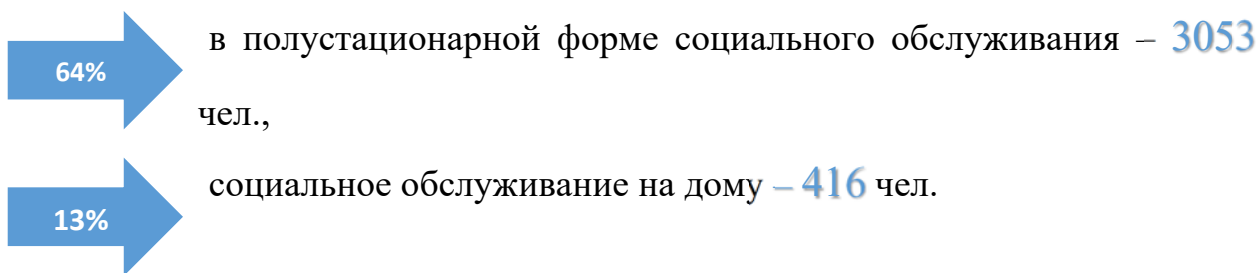 в полустационарной форме социального обслуживания – 3053
64%
чел.,
социальное обслуживание на дому – 416 чел.
13%